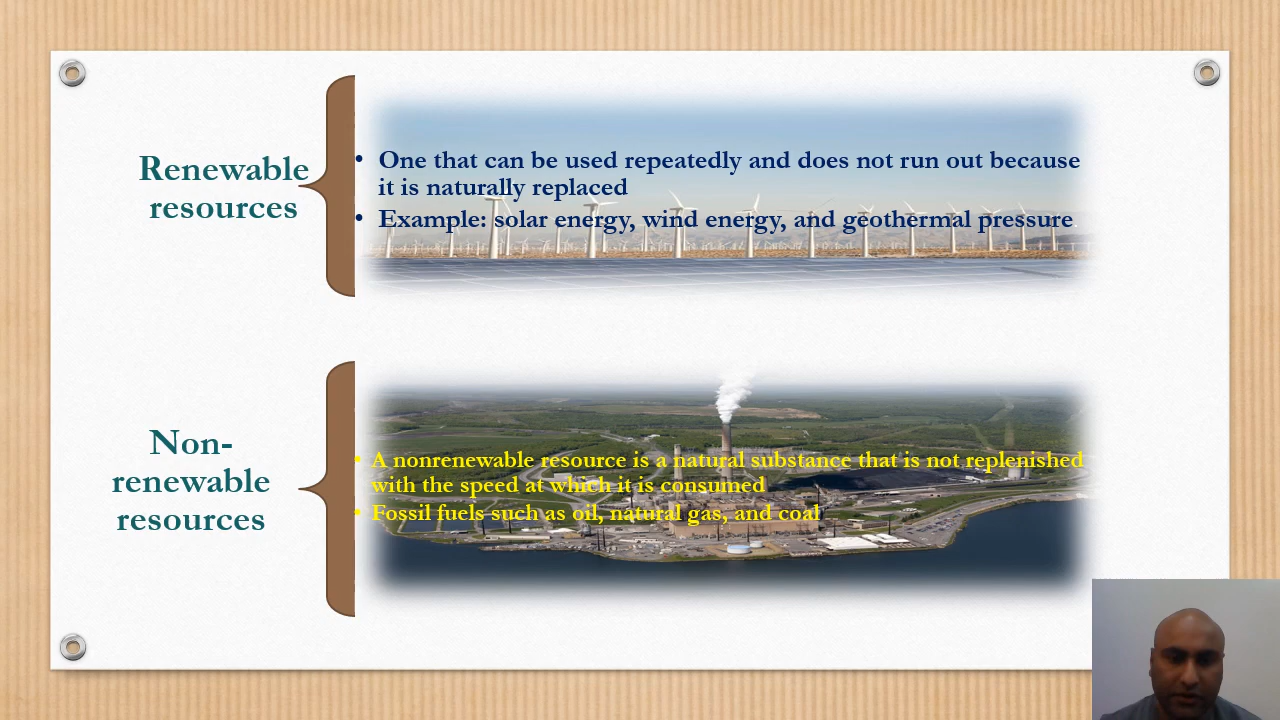 Renewable
resources
• One that can be used repeatedly and does not run out because
it is naturally replaced
• Example: solar energy, wind energy, and geothermal pressure
Non-
renewable
resources
• A nonrenewable resource is a natural substance that is not replenished
with the speed at which it is consumed
• Fossil fuels such as oil, natural gas, and coal